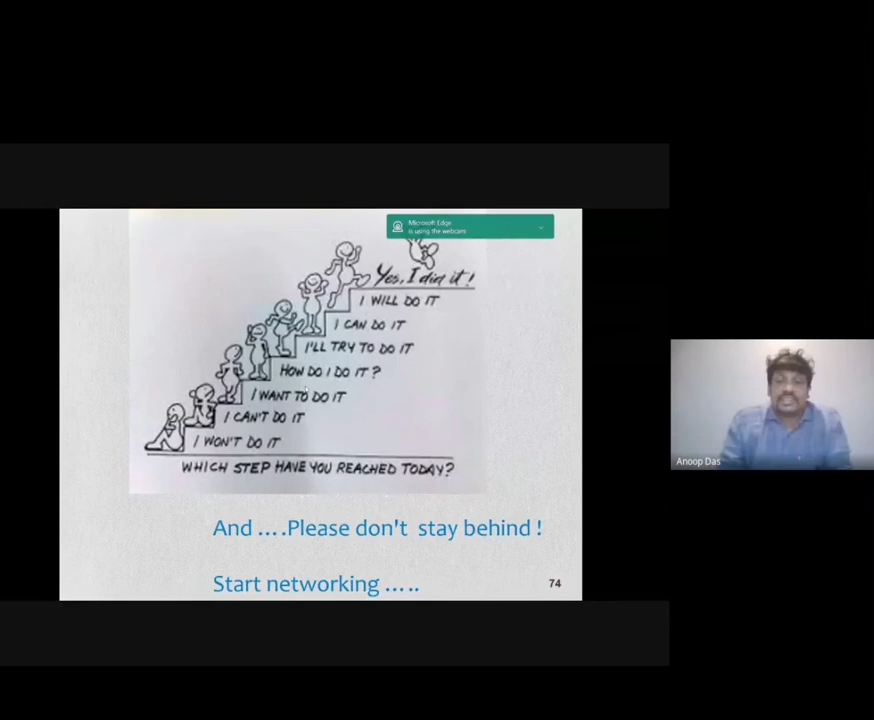 Microsoft Edge
is using the webcam
Yes, I did it!
I WILL DO IT
I CAN DO IT
I'LL TRY TO DO IT
HOW DO I DO IT?
I WANT TO DO IT
I CAN'T DO IT
I WON'T DO IT
WHICH STEP HAVE YOU REACHED TODAY?
And ....Please don't stay behind !
Start networking .....
74
Anoop Das